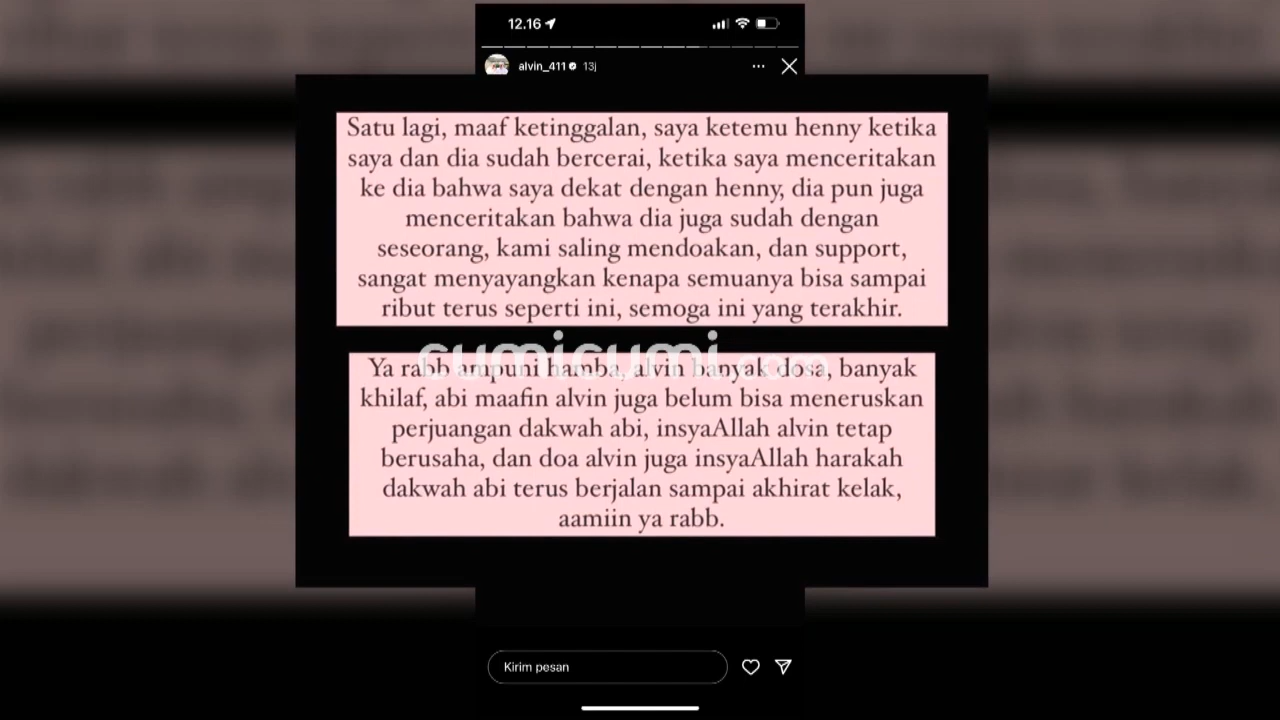 12.16
alvin_411 13j
Satu lagi, maaf ketinggalan, saya ketemu henny ketika
saya dan dia sudah bercerai, ketika saya menceritakan
ke dia bahwa saya dekat dengan henny, dia pun juga
menceritakan bahwa dia juga sudah dengan
seseorang, kami saling mendoakan, dan support,
sangat menyayangkan kenapa semuanya bisa sampai
ribut terus seperti ini, semoga ini yang terakhir.
cumicumi.com
Ya rabb ampuni hamba, alvin banyak dosa, banyak
khilaf, abi maafin alvin juga belum bisa meneruskan
perjuangan dakwah abi, insyaAllah alvin tetap
berusaha, dan doa alvin juga insyaAllah harakah
dakwah abi terus berjalan sampai akhirat kelak,
aamiin ya rabb.
Kirim pesan